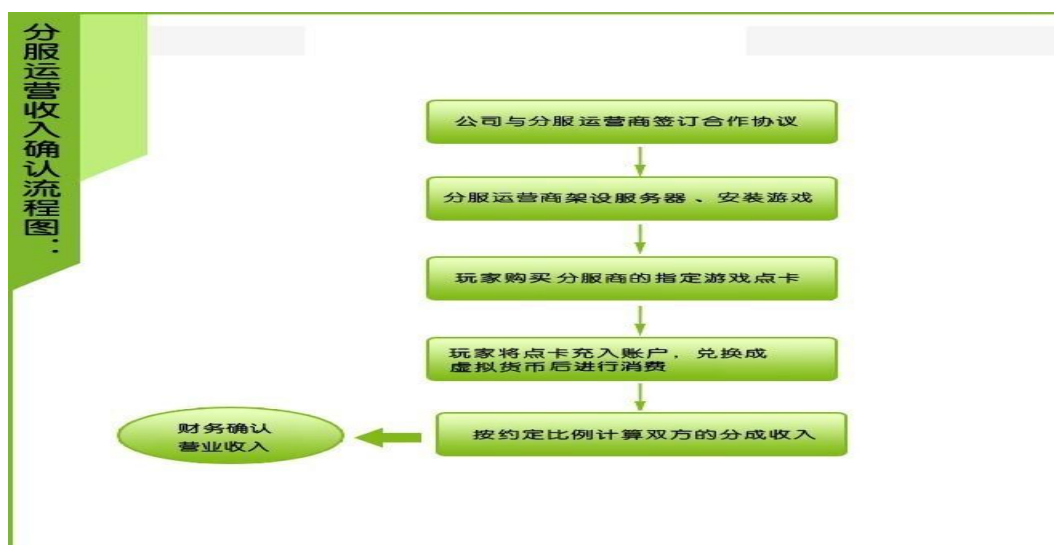 分服运营收入确认流程图：
公司与分服运营商签订合作协议
分服运营商架设服务器、安装游戏
玩家购买分服商的指定游戏点卡
玩家将点卡充入账户，兑换成
虚拟货币后进行消费
按约定比例计算双方的分成收入
财务确认
营业收入